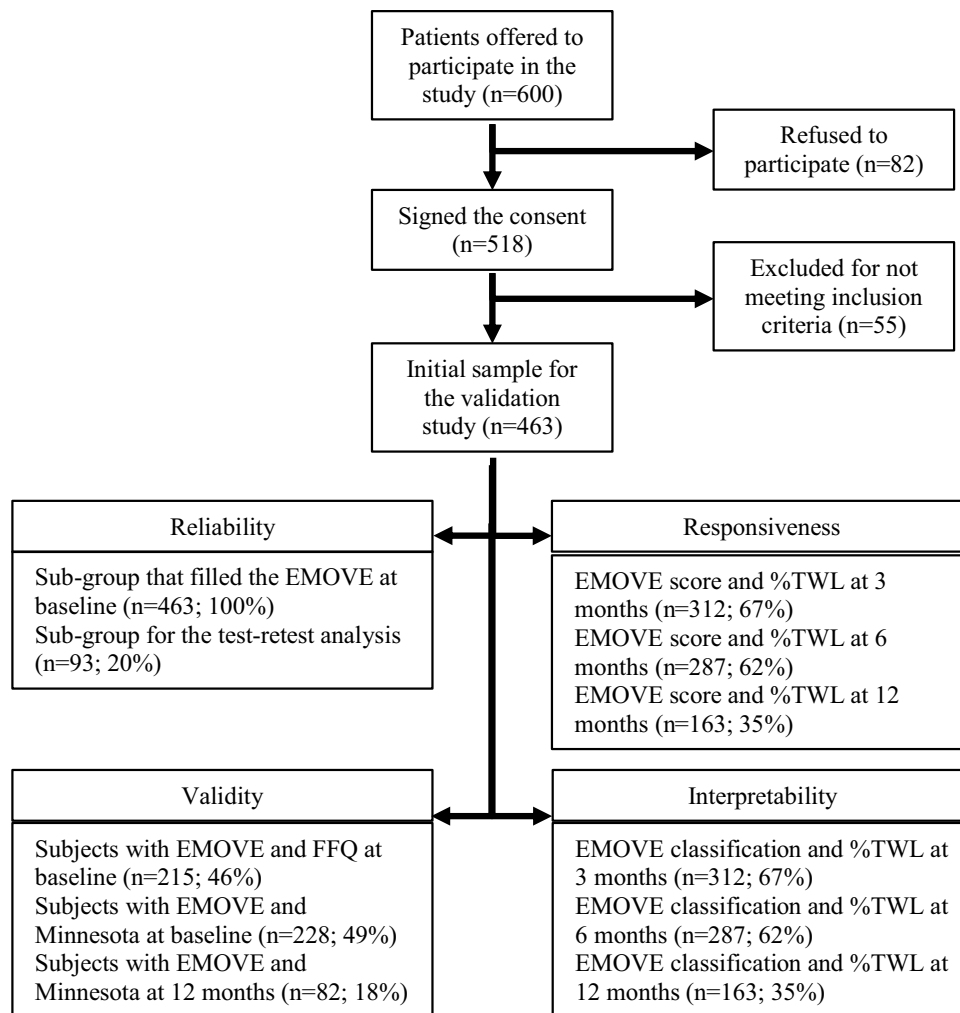 Patients offered to
participate in the
study (n=600)
Refused to
participate (n=82)
Signed the consent
(n=518)
Excluded for not
meeting inclusion
criteria (n=55)
Initial sample for
the validation
study (n=463)
Reliability
Sub-group that filled the EMOVE at
baseline (n=463; 100%)
Sub-group for the test-retest analysis
(n=93; 20%)
Responsiveness
EMOVE score and %TWL at 3
months (n=312; 67%)
EMOVE score and %TWL at 6
months (n=287; 62%)
EMOVE score and %TWL at 12
months (n=163; 35%)
Validity
Subjects with EMOVE and FFQ at
baseline (n=215; 46%)
Subjects with EMOVE and
Minnesota at baseline (n=228; 49%)
Subjects with EMOVE and
Minnesota at 12 months (n=82; 18%)
Interpretability
EMOVE classification and %TWL at
3 months (n=312; 67%)
EMOVE classification and %TWL at
6 months (n=287; 62%)
EMOVE classification and %TWL at
12 months (n=163; 35%)